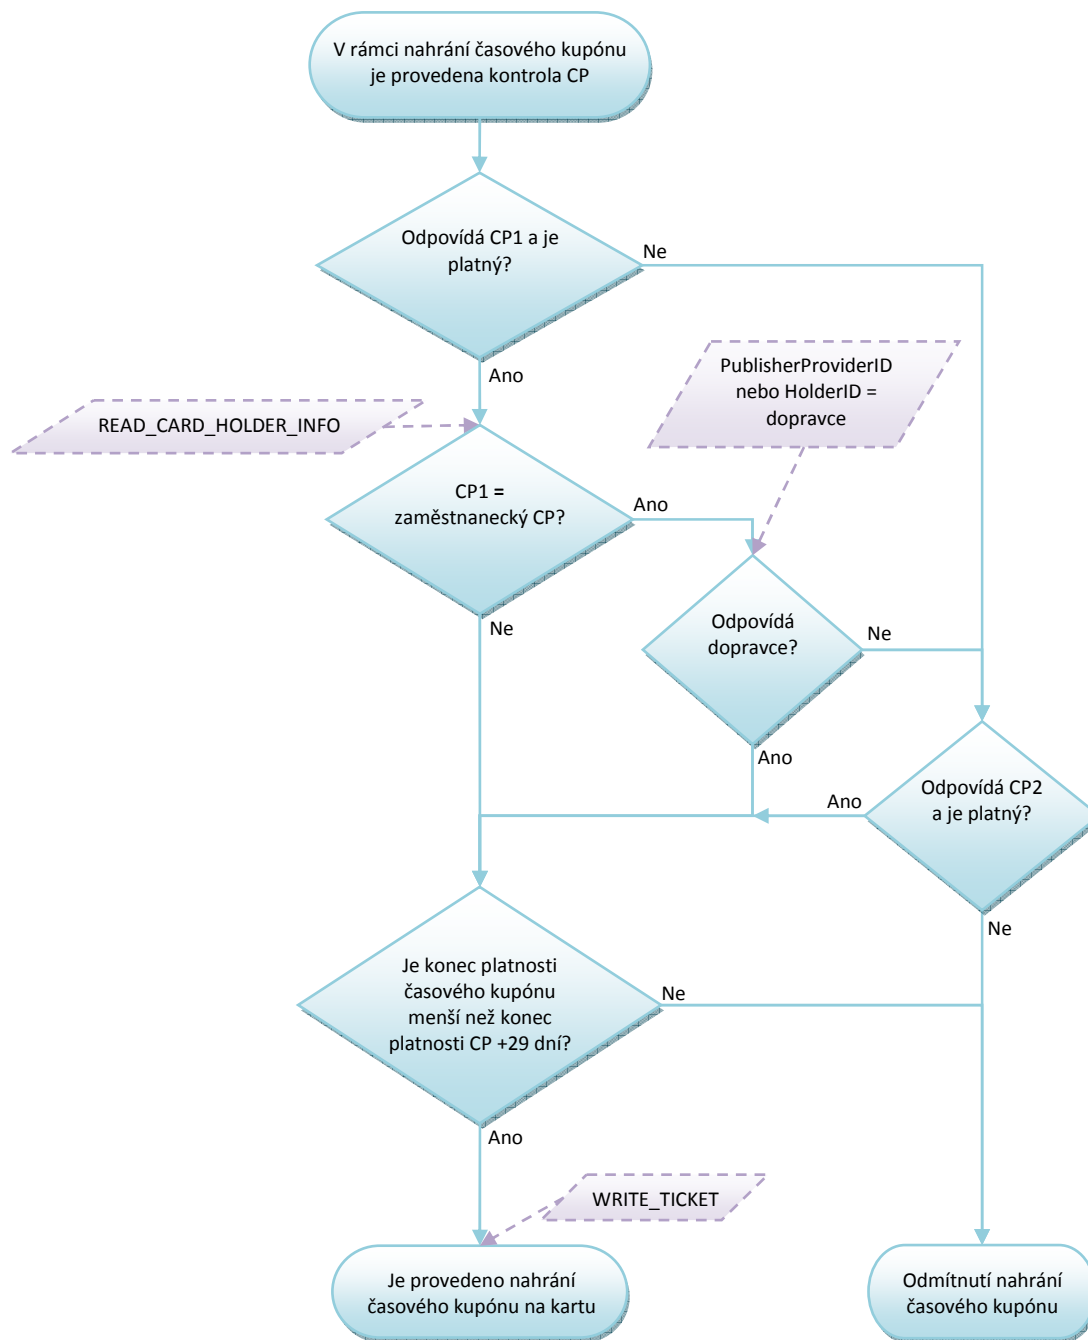 V rámci nahrání časového kupónu
je provedena kontrola CP
Odpovídá CP1 a je
platný?
Ne
Ano
PublisherProviderID
nebo HolderID =
dopravce
READ_CARD_HOLDER_INFO
CP1 =
zaměstnanecký CP?
Ano
Ne
Odpovídá
dopravce?
Ne
Ano
Odpovídá CP2
a je platný?
Ano
Ne
Je konec platnosti
časového kupónu
menší než konec
platnosti CP +29 dní?
Ne
Ano
WRITE_TICKET
Je provedeno nahrání
časového kupónu na kartu
Odmítnutí nahrání
časového kupónu